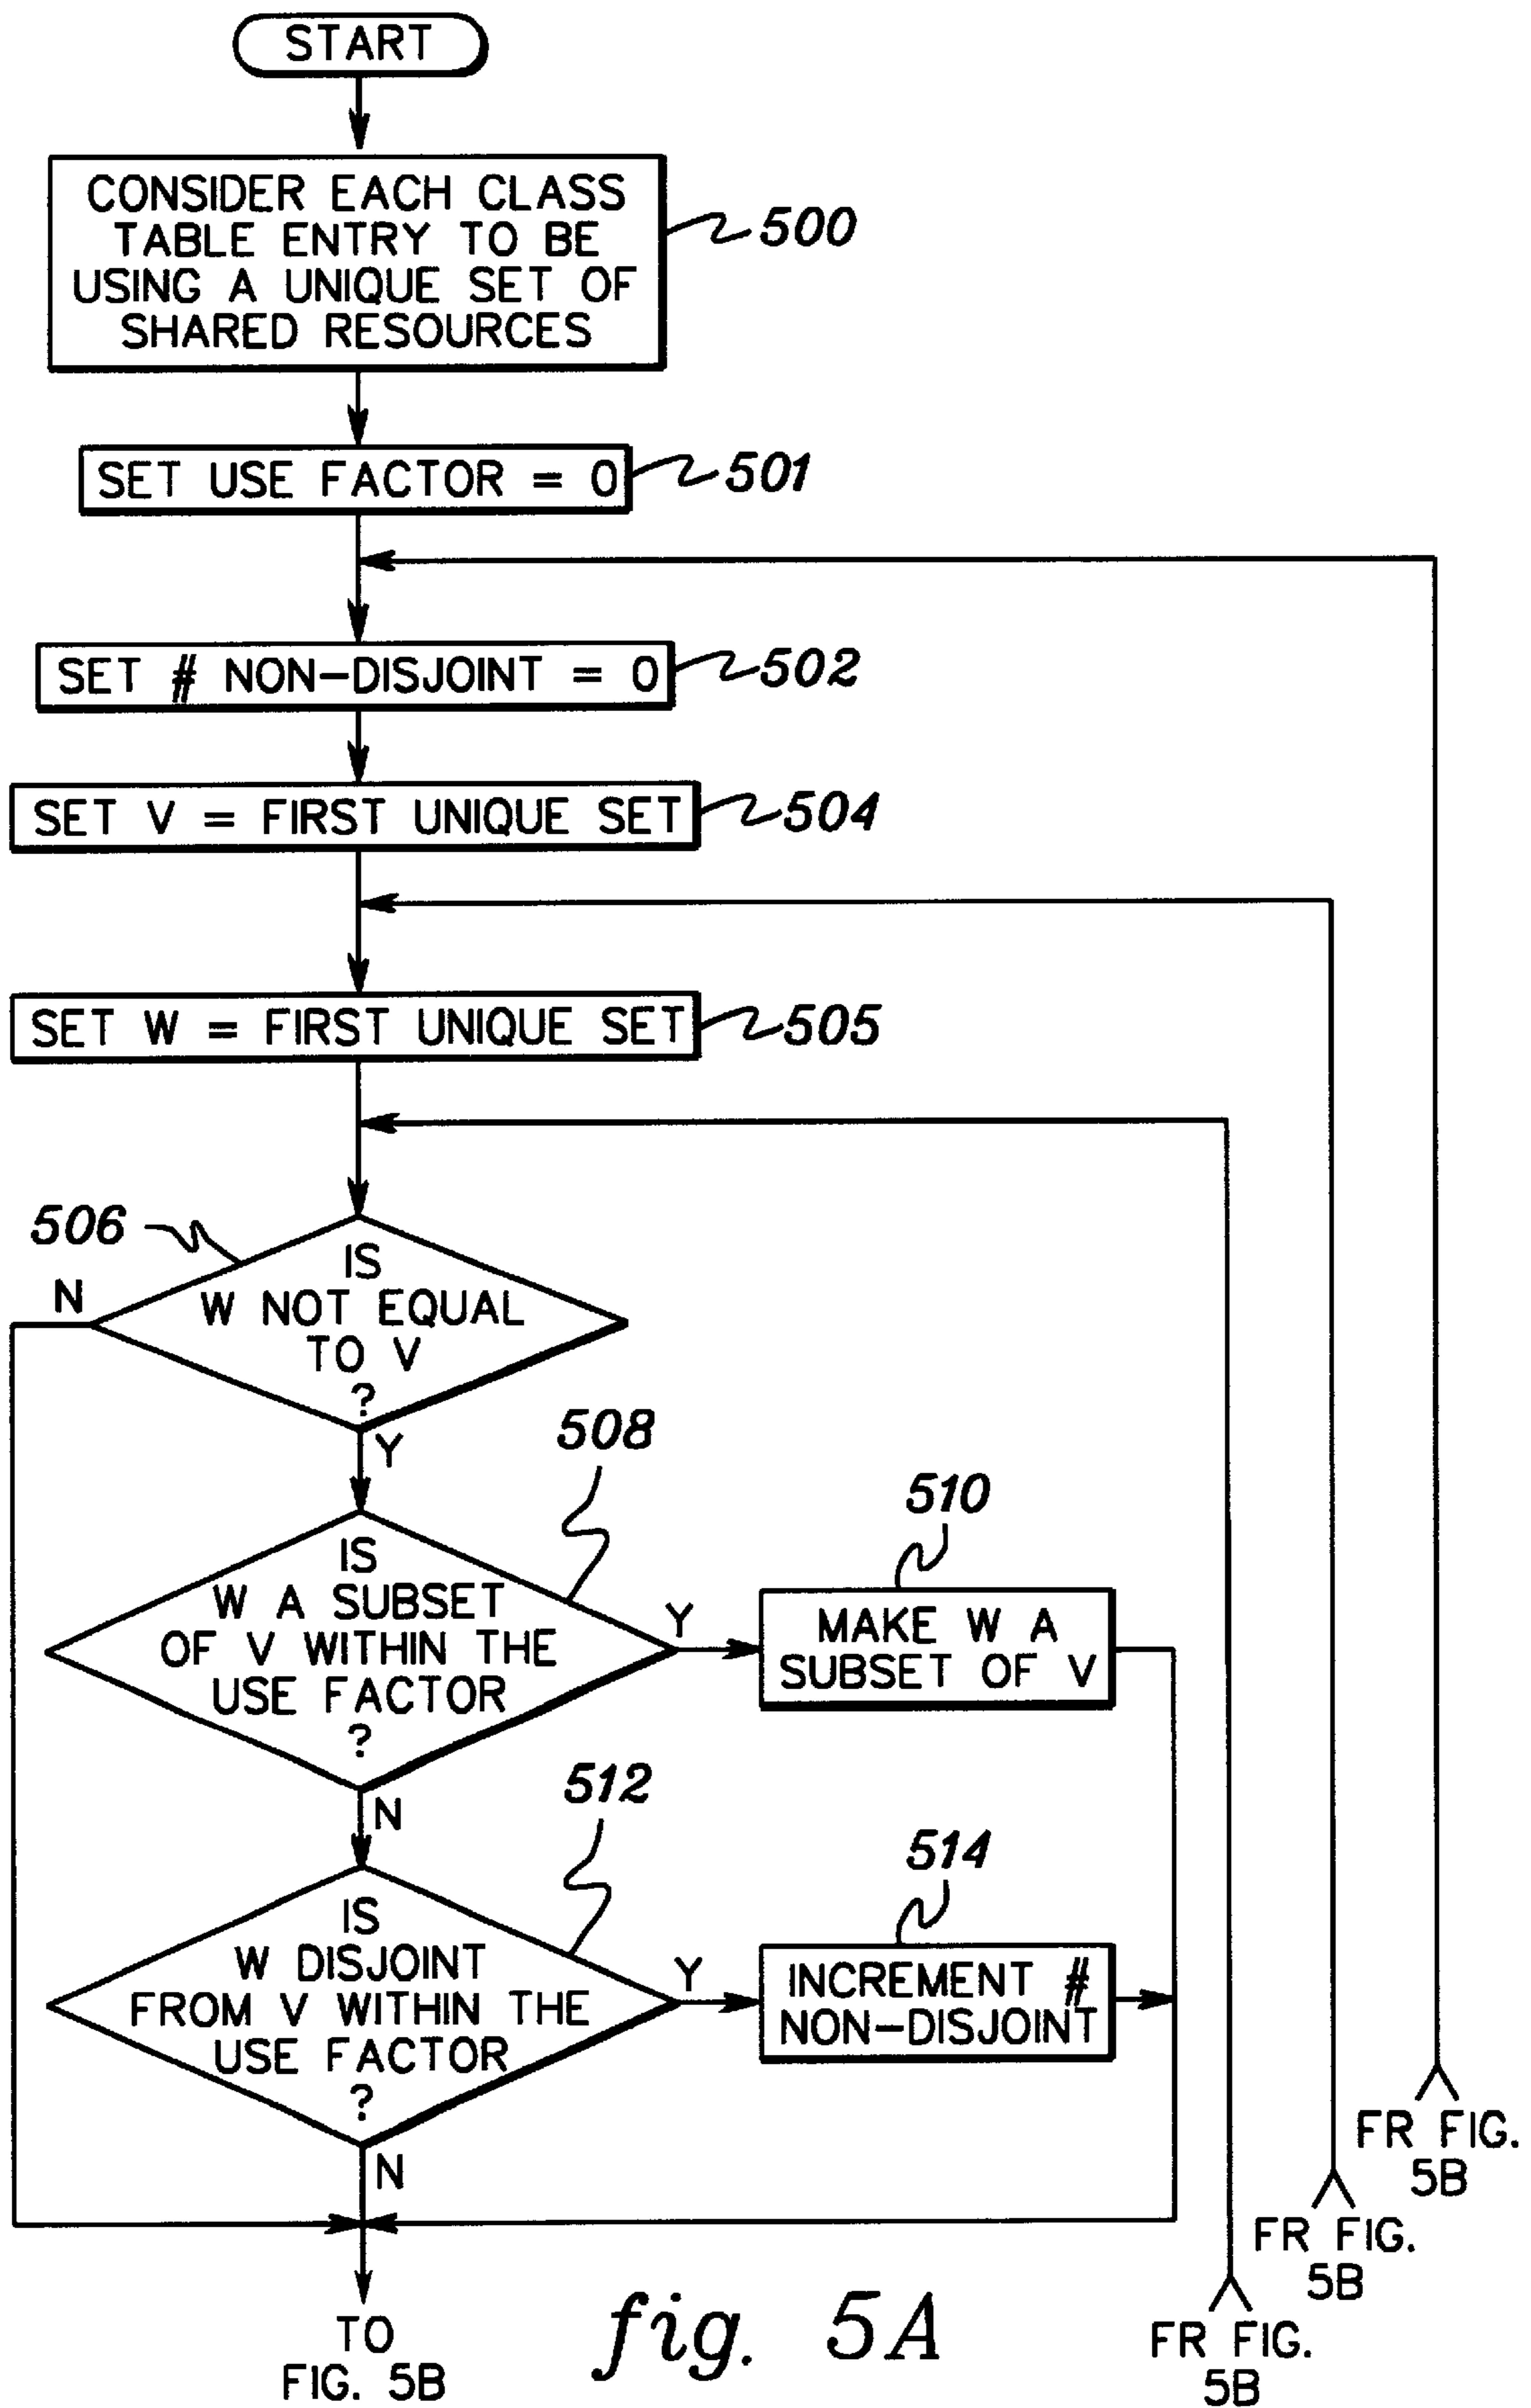 START
CONSIDER EACH CLASS
TABLE ENTRY TO BE
USING A UNIQUE SET OF
SHARED RESOURCES
500
SET USE FACTOR = 0
501
SET # NON-DISJOINT = 0
502
SET V = FIRST UNIQUE SET
504
SET W = FIRST UNIQUE SET
505
506
N
IS
W NOT EQUAL
TO V
?
Y
508
IS
W A SUBSET
OF V WITHIN THE
USE FACTOR
?
Y
510
MAKE W A
SUBSET OF V
N
512
IS
W DISJOINT
FROM V WITHIN THE
USE FACTOR
?
Y
514
INCREMENT #
NON-DISJOINT
N
FR FIG.
5B
FR FIG.
5B
FR FIG.
5B
TO
FIG. 5B
fig. 5A